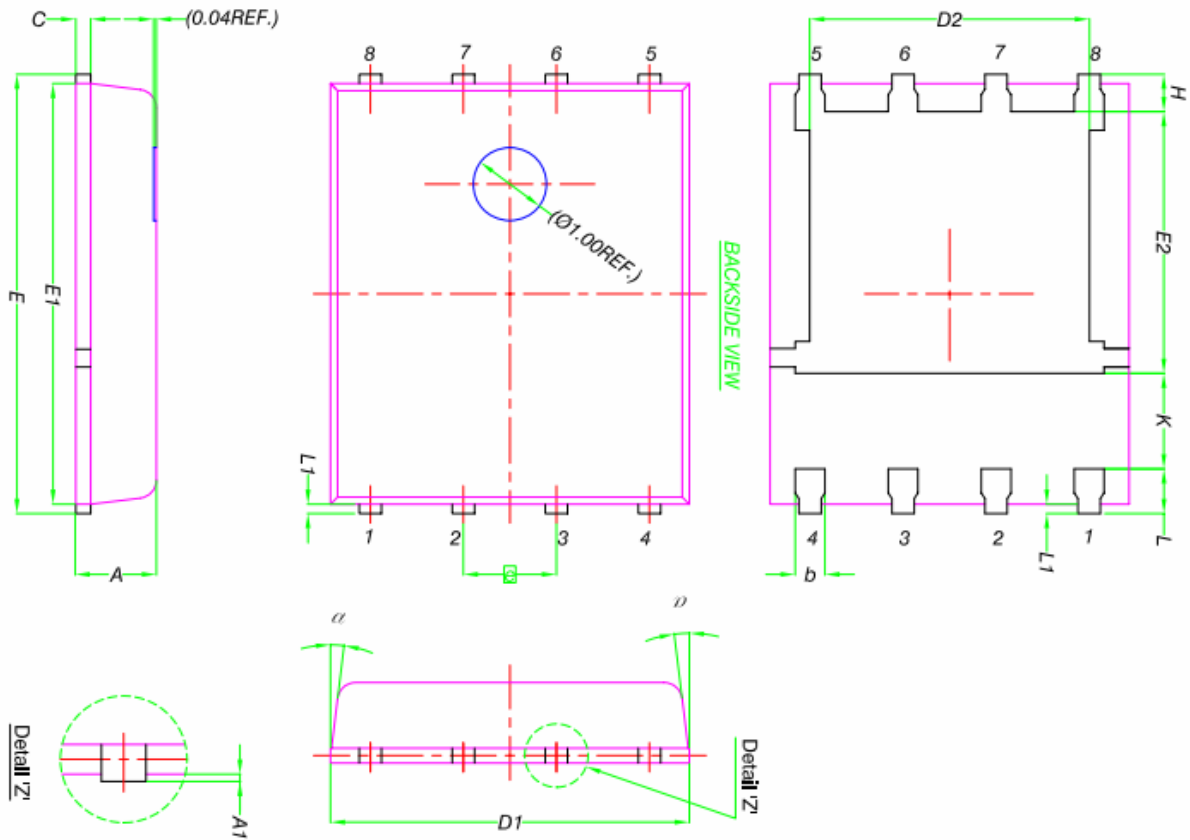 C
(0.04REF.)
E
E1
A
8 7 6 5
(Ø1.00REF.)
L1
1 2 3 4
e
BACKSIDE VIEW
D2
5 6 7 8
H
E2
K
L
L1
4 3 2 1
b
α
D1
Detail 'Z'
Detail 'Z'
A1